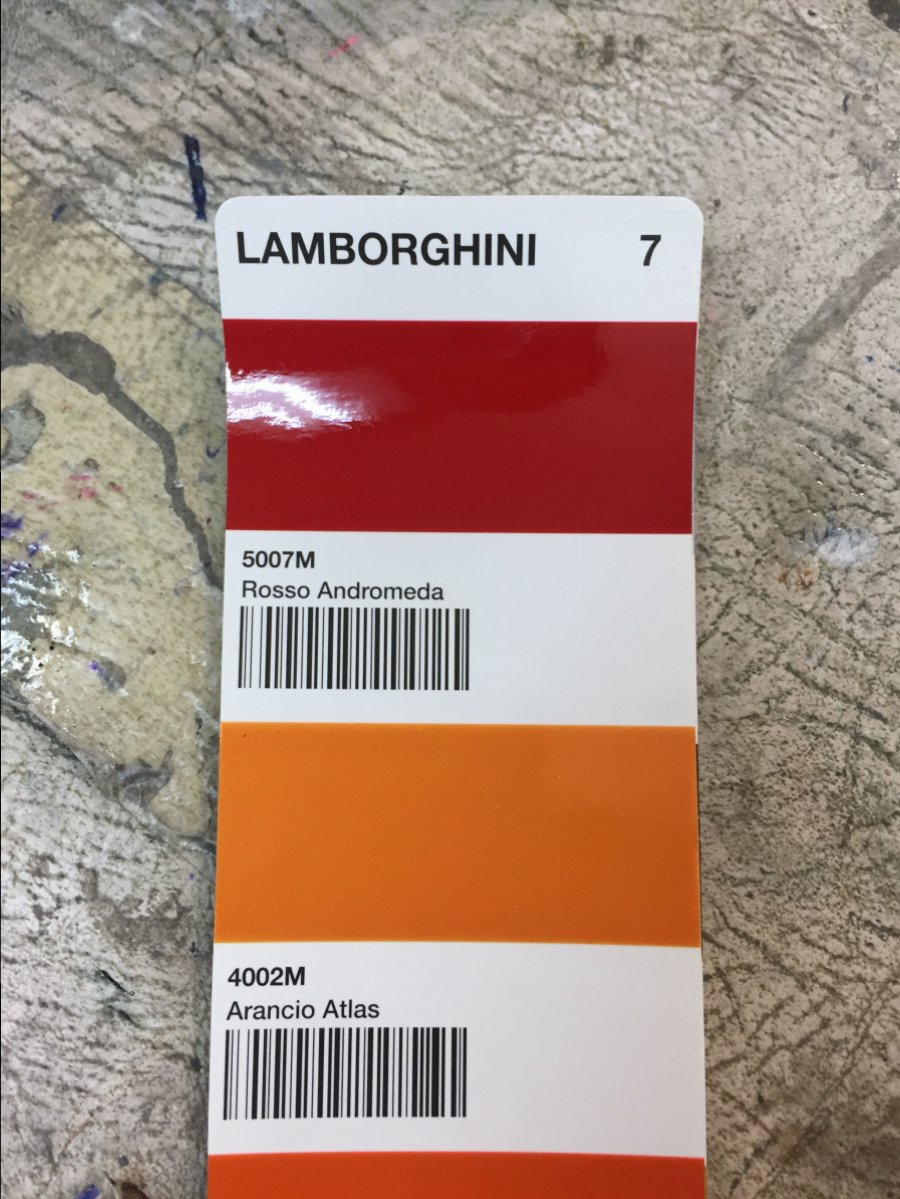 LAMBORGHINI 7
5007M
Rosso Andromeda
4002M
Arancio Atlas